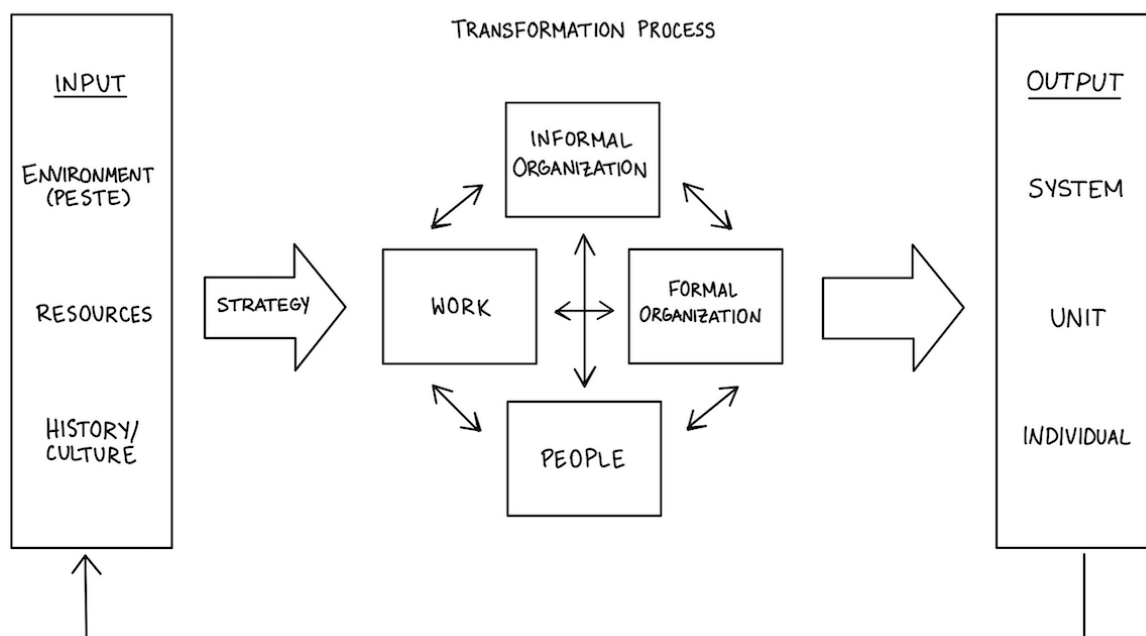 TRANSFORMATION PROCESS
INPUT
ENVIRONMENT
(PESTE)
RESOURCES
HISTORY/
CULTURE
STRATEGY
INFORMAL
ORGANIZATION
WORK
FORMAL
ORGANIZATION
PEOPLE
OUTPUT
SYSTEM
UNIT
INDIVIDUAL